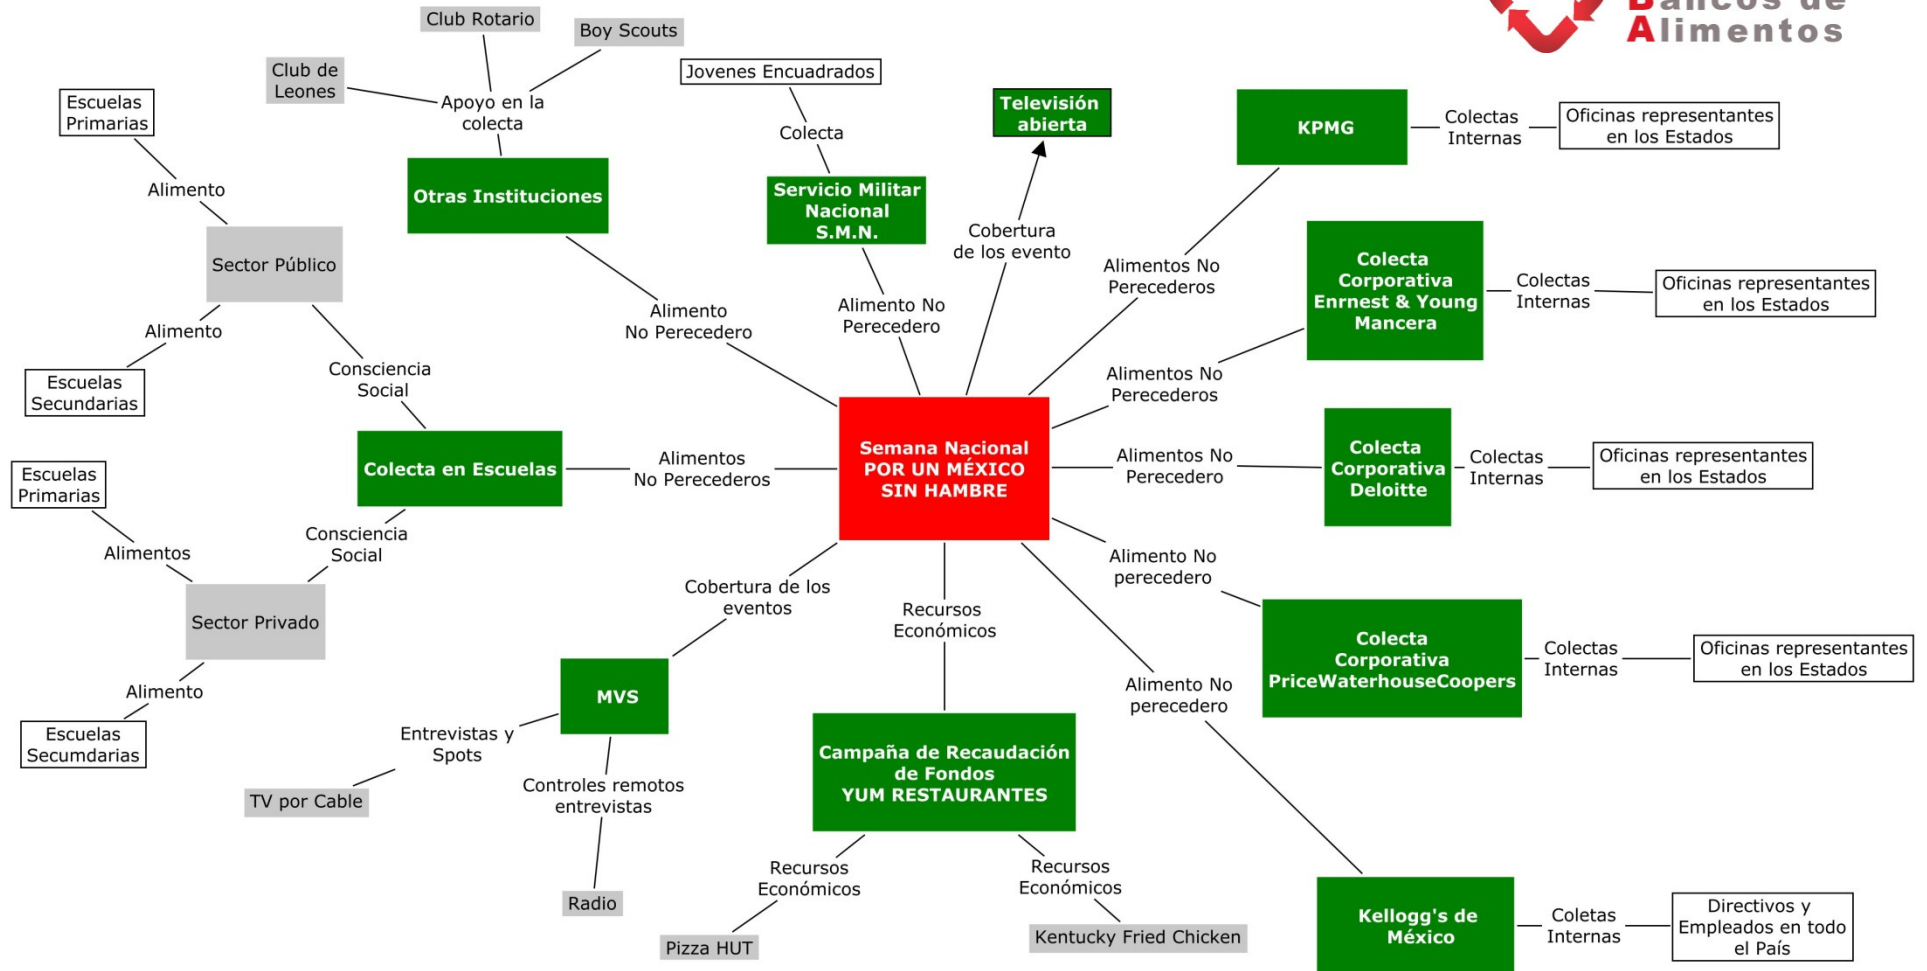 Bancos de
Alimentos
Club Rotario
Boy Scouts
Club de
Leones
Apoyo en la
colecta
Otras Instituciones
Alimento
No Perecedero
Jovenes Encuadrados
Colecta
Servicio Militar
Nacional
S.M.N.
Alimento No
Perecedero
Televisión
abierta
Cobertura
de los evento
KPMG
Colectas
Internas
Oficinas representantes
en los Estados
Alimentos No
Perecederos
Colecta
Corporativa
Enrnest & Young
Mancera
Colectas
Internas
Oficinas representantes
en los Estados
Alimentos No
Perecederos
Escuelas
Primarias
Alimento
Sector Público
Alimento
Escuelas
Secundarias
Consciencia
Social
Colecta en Escuelas
Alimentos
No Perecederos
Semana Nacional
POR UN MÉXICO
SIN HAMBRE
Alimentos No
Perecedero
Colecta
Corporativa
Deloitte
Colectas
Internas
Oficinas representantes
en los Estados
Escuelas
Primarias
Alimentos
Consciencia
Social
Sector Privado
Alimento
Escuelas
Secumdarias
Cobertura de los
eventos
MVS
Entrevistas y
Spots
TV por Cable
Controles remotos
entrevistas
Radio
Recursos
Económicos
Campaña de Recaudación
de Fondos
YUM RESTAURANTES
Recursos
Económicos
Pizza HUT
Recursos
Económicos
Kentucky Fried Chicken
Alimento No
perecedero
Colecta
Corporativa
PriceWaterhouseCoopers
Colectas
Internas
Oficinas representantes
en los Estados
Alimento No
perecedero
Kellogg's de
México
Coletas
Internas
Directivos y
Empleados en todo
el País